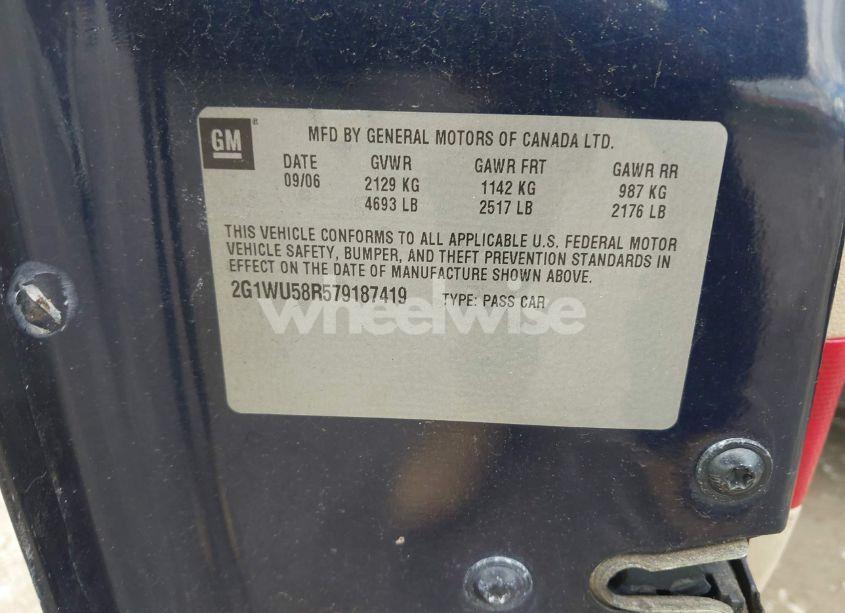 GM ® MFD BY GENERAL MOTORS OF CANADA LTD.
DATE GVWR GAWR FRT GAWR RR
09/06 2129 KG 1142 KG 987 KG
4693 LB 2517 LB 2176 LB
THIS VEHICLE CONFORMS TO ALL APPLICABLE U.S. FEDERAL MOTOR
VEHICLE SAFETY, BUMPER, AND THEFT PREVENTION STANDARDS IN
EFFECT ON THE DATE OF MANUFACTURE SHOWN ABOVE.
2G1WU58R579187419 TYPE: PASS CAR
wheelwise